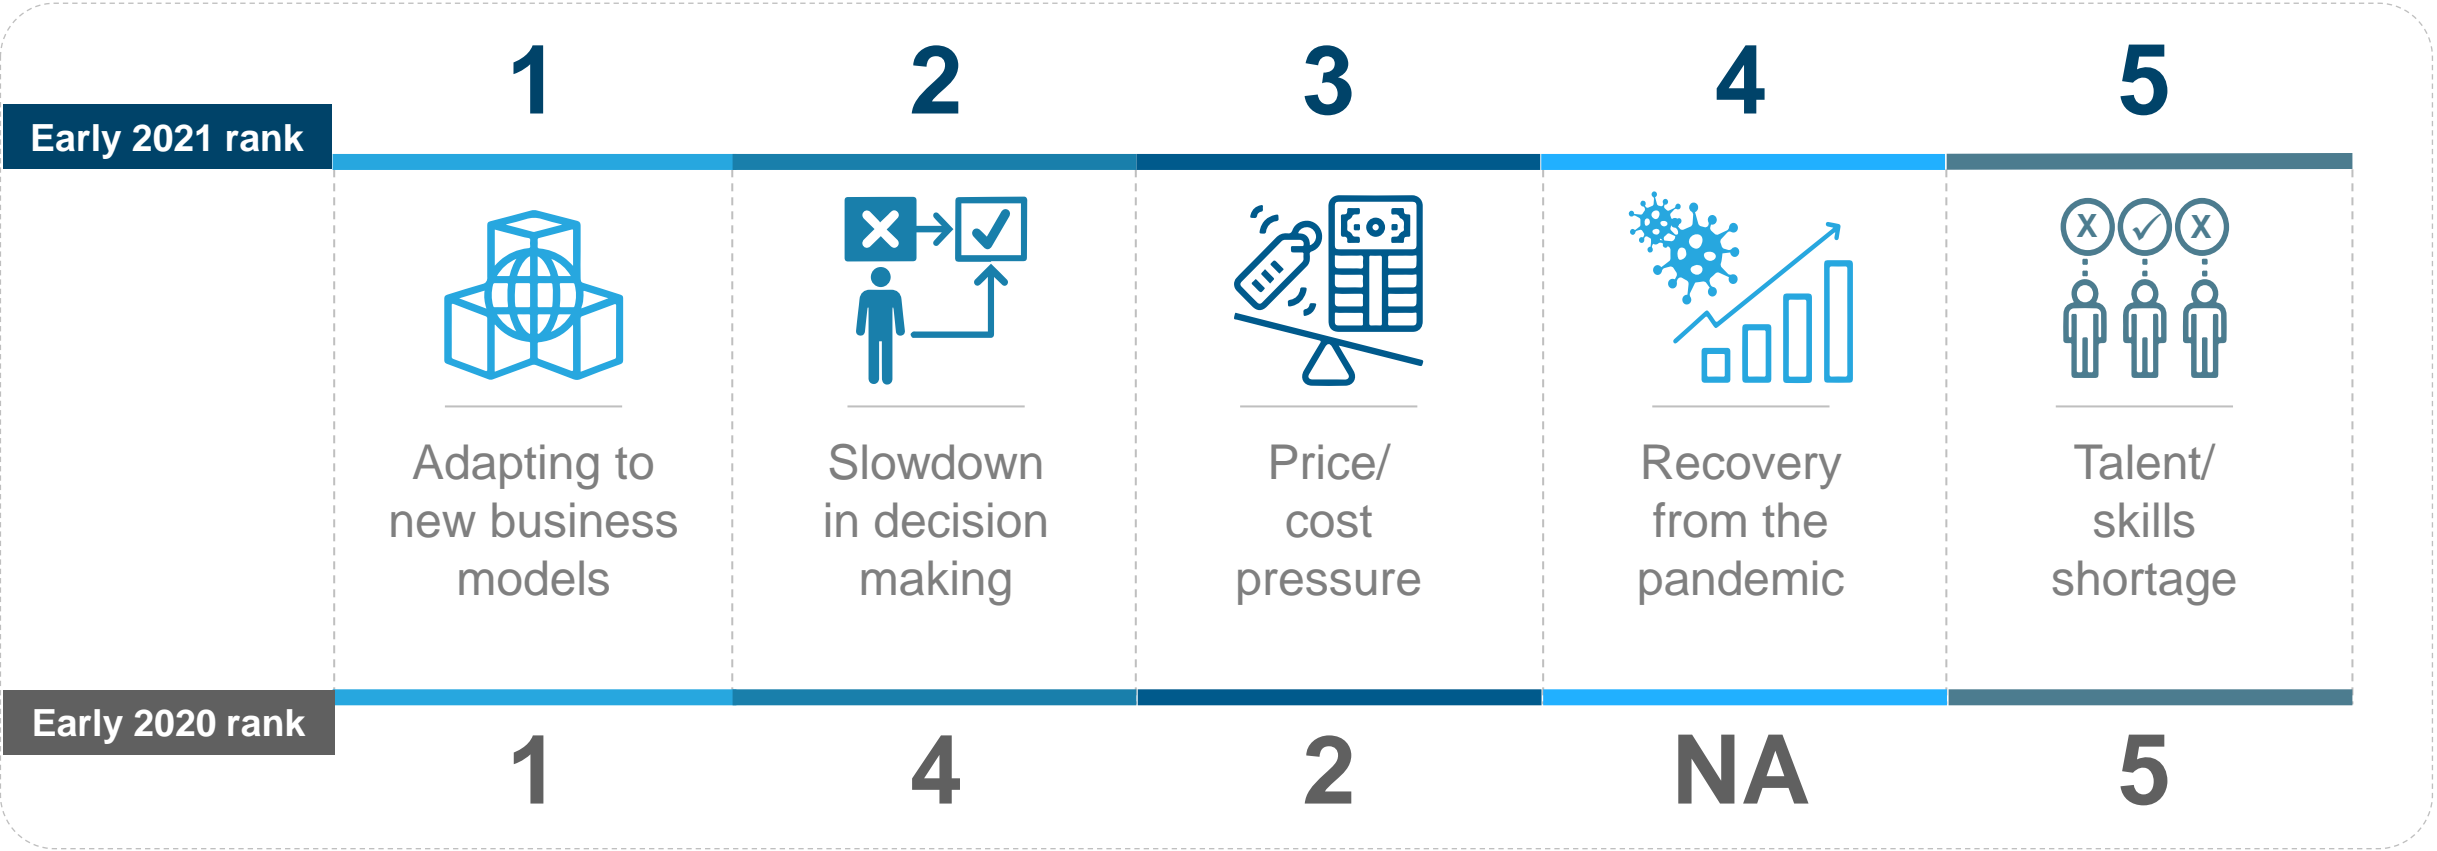 1 2 3 4 5
Early 2021 rank
X X
Adapting to
new business
models
Slowdown
in decision
making
Price/
cost
pressure
Recovery
from the
pandemic
Talent/
skills
shortage
Early 2020 rank
1 4 2 NA 5